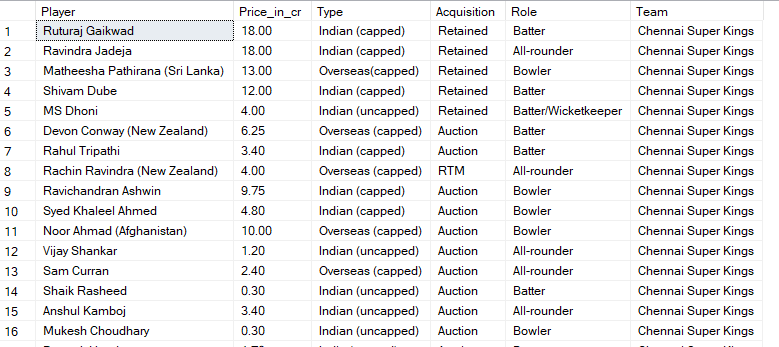 Player Price_in_cr Type Acquisition Role Team
1 Ruturaj Gaikwad 18.00 Indian (capped) Retained Batter Chennai Super Kings
2 Ravindra Jadeja 18.00 Indian (capped) Retained All-rounder Chennai Super Kings
3 Matheesha Pathirana (Sri Lanka) 13.00 Overseas(capped) Retained Bowler Chennai Super Kings
4 Shivam Dube 12.00 Indian (capped) Retained Batter Chennai Super Kings
5 MS Dhoni 4.00 Indian (uncapped) Retained Batter/Wicketkeeper Chennai Super Kings
6 Devon Conway (New Zealand) 6.25 Overseas (capped) Auction Batter Chennai Super Kings
7 Rahul Tripathi 3.40 Indian (capped) Auction Batter Chennai Super Kings
8 Rachin Ravindra (New Zealand) 4.00 Overseas (capped) RTM All-rounder Chennai Super Kings
9 Ravichandran Ashwin 9.75 Indian (capped) Auction Bowler Chennai Super Kings
10 Syed Khaleel Ahmed 4.80 Indian (capped) Auction Bowler Chennai Super Kings
11 Noor Ahmad (Afghanistan) 10.00 Overseas (capped) Auction Bowler Chennai Super Kings
12 Vijay Shankar 1.20 Indian (uncapped) Auction All-rounder Chennai Super Kings
13 Sam Curran 2.40 Overseas (capped) Auction All-rounder Chennai Super Kings
14 Shaik Rasheed 0.30 Indian (uncapped) Auction Batter Chennai Super Kings
15 Anshul Kamboj 3.40 Indian (uncapped) Auction All-rounder Chennai Super Kings
16 Mukesh Choudhary 0.30 Indian (uncapped) Auction Bowler Chennai Super Kings